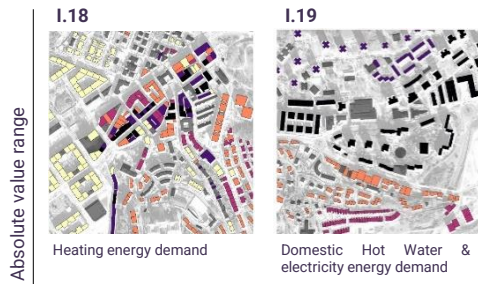 I.18
I.19
Absolute value range
Heating energy demand
Domestic Hot Water &
electricity energy demand